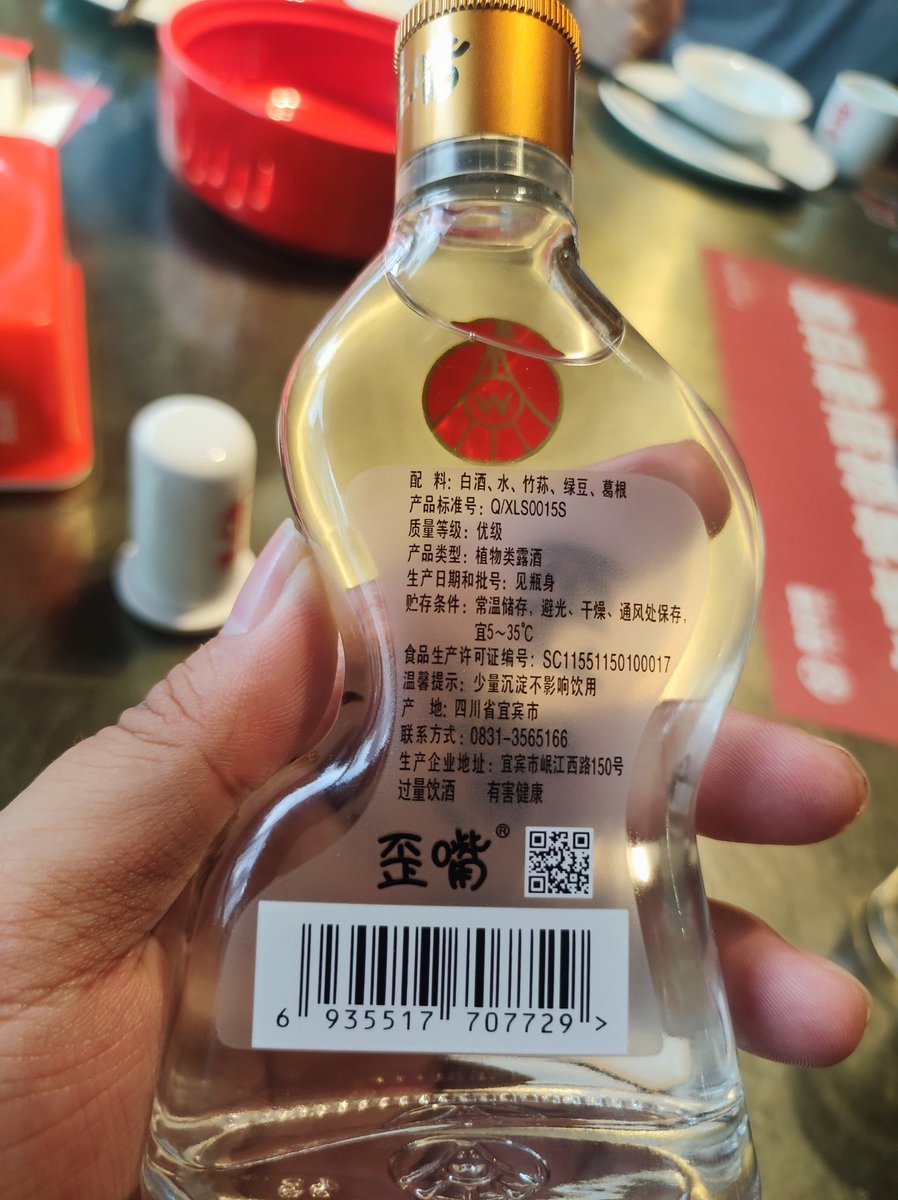 W
配 料：白酒、水、竹荪、绿豆、葛根
产品标准号：Q/XLS0015S
质量等级：优级
产品类型：植物类露酒
生产日期和批号：见瓶身
贮存条件：常温储存，避光、干燥、通风处保存，
宜5～35℃
食品生产许可证编号：SC11551150100017
温馨提示：少量沉淀不影响饮用
产 地：四川省宜宾市
联系方式：0831-3565166
生产企业地址：宜宾市岷江西路150号
过量饮酒 有害健康
歪嘴®
6 935517 707729 >